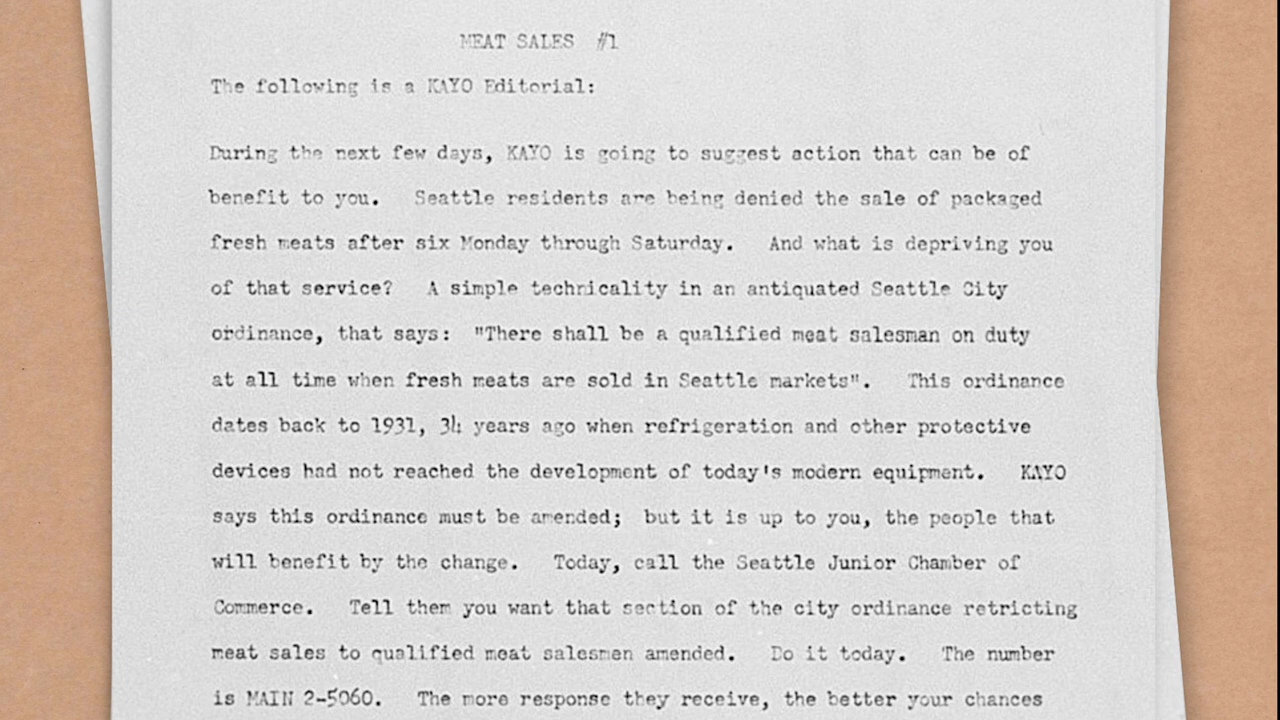 MEAT SALES #1
The following is a KAYO Editorial:
During the next few days, KAYO is going to suggest action that can be of
benefit to you. Seattle residents are being denied the sale of packaged
fresh meats after six Monday through Saturday. And what is depriving you
of that service? A simple technicality in an antiquated Seattle City
ordinance, that says: "There shall be a qualified meat salesman on duty
at all time when fresh meats are sold in Seattle markets". This ordinance
dates back to 1931, 34 years ago when refrigeration and other protective
devices had not reached the development of today's modern equipment. KAYO
says this ordinance must be amended; but it is up to you, the people that
will benefit by the change. Today, call the Seattle Junior Chamber of
Commerce. Tell them you want that section of the city ordinance retricting
meat sales to qualified meat salesmen amended. Do it today. The number
is MAIN 2-5060. The more response they receive, the better your chances